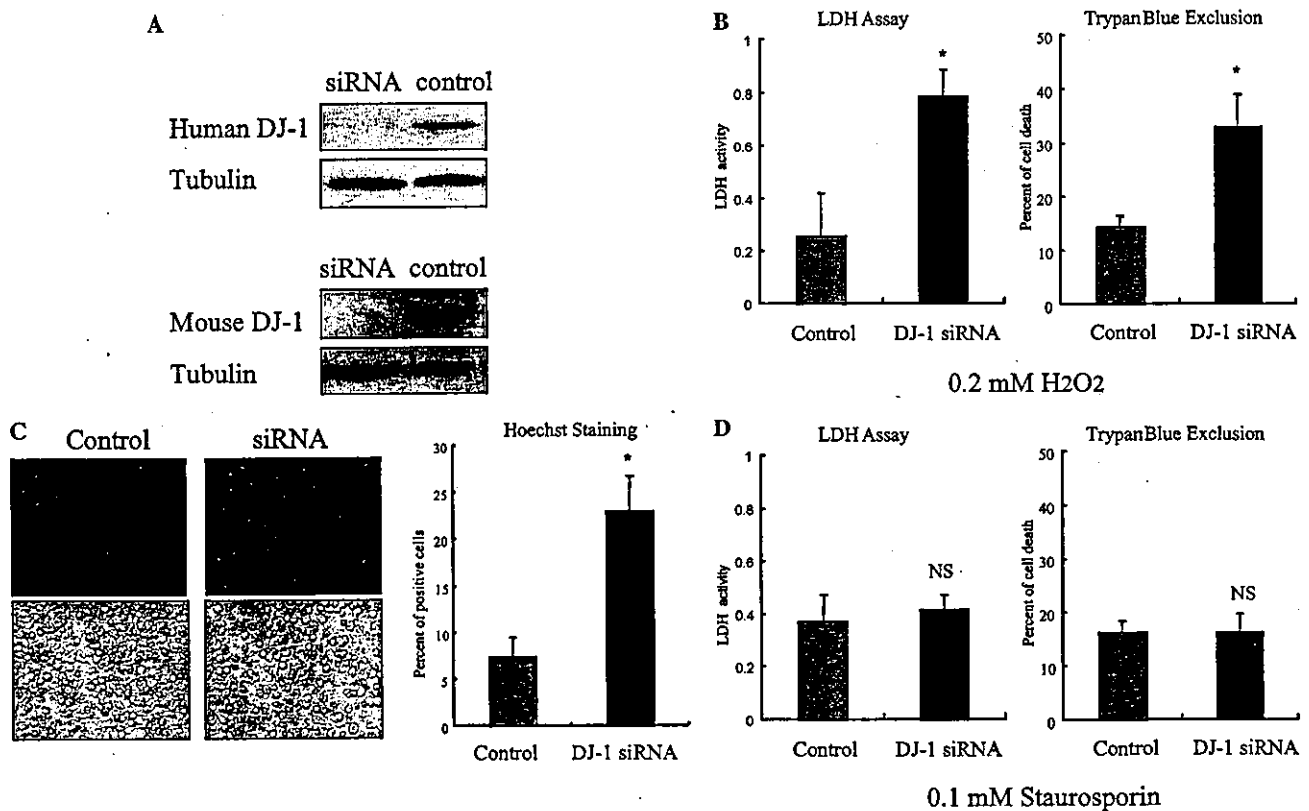 A
siRNA control
Human DJ-1
Tubulin
siRNA control
Mouse DJ-1
Tubulin
B
LDH Assay
1
0.8
0.6
0.4
0.2
0
LDH activity
*
Control
DJ-1 siRNA
TrypanBlue Exclusion
50
40
30
20
10
0
Percent of cell death
*
Control
DJ-1 siRNA
0.2 mM H2O2
C
Control
siRNA
Hoechst Staining
30
25
20
15
10
5
0
Percent of positive cells
*
Control
DJ-1 siRNA
D
LDH Assay
1
0.8
0.6
0.4
0.2
0
LDH activity
NS
Control
DJ-1 siRNA
TrypanBlue Exclusion
50
40
30
20
10
0
Percent of cell death
NS
Control
DJ-1 siRNA
0.1 mM Staurosporin